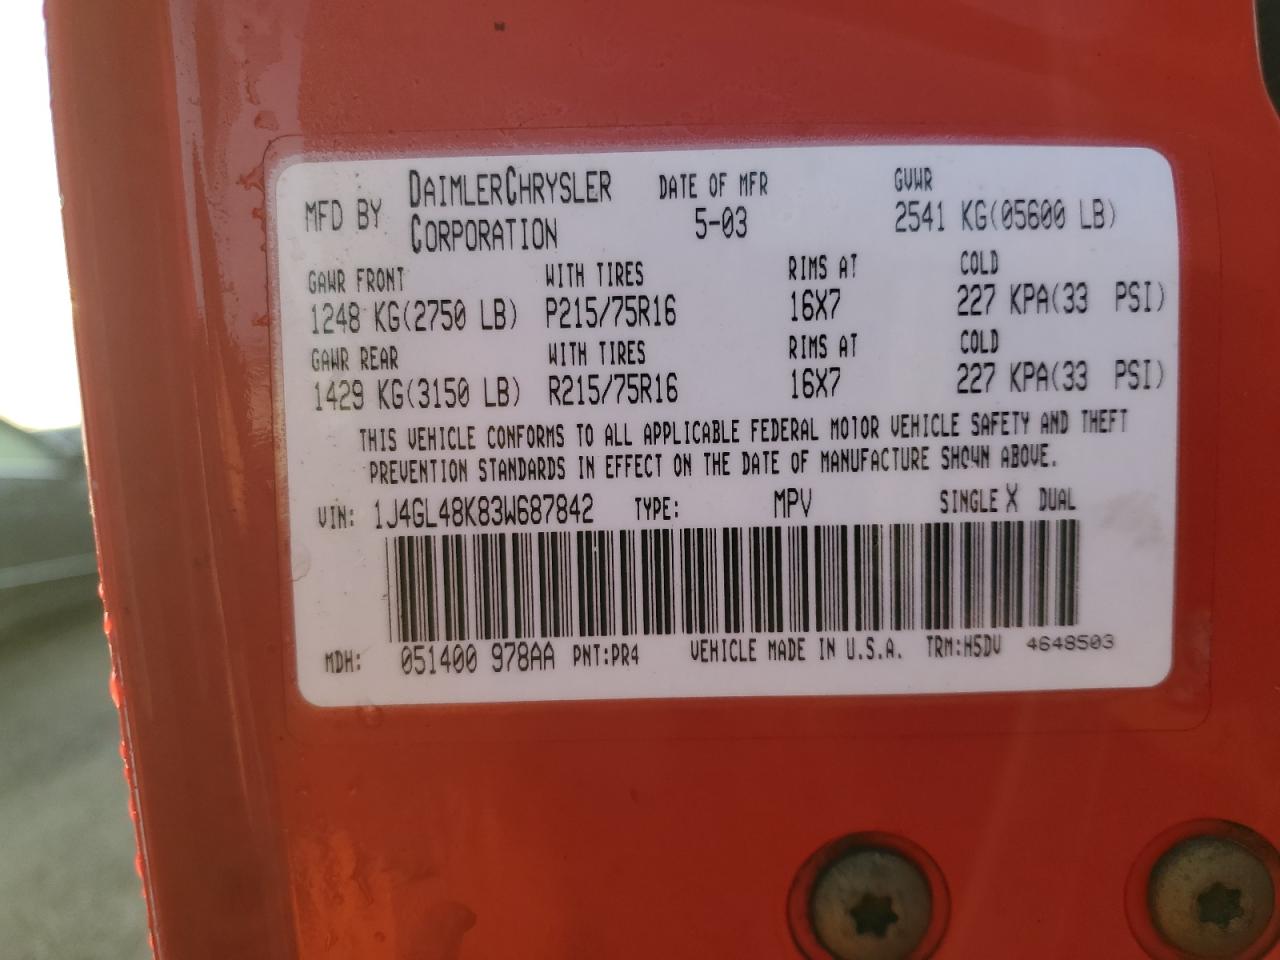 MFD BY DAIMLERCHRYSLER CORPORATION DATE OF MFR 5-03 GVWR 2541 KG(05600 LB)
GAWR FRONT WITH TIRES RIMS AT COLD
1248 KG(2750 LB) P215/75R16 16X7 227 KPA(33 PSI)
GAWR REAR WITH TIRES RIMS AT COLD
1429 KG(3150 LB) R215/75R16 16X7 227 KPA(33 PSI)
THIS VEHICLE CONFORMS TO ALL APPLICABLE FEDERAL MOTOR VEHICLE SAFETY AND THEFT
PREVENTION STANDARDS IN EFFECT ON THE DATE OF MANUFACTURE SHOWN ABOVE.
VIN: 1J4GL48K83W687842 TYPE: MPV SINGLE X DUAL
MDH: 051400 978AA PNT:PR4 VEHICLE MADE IN U.S.A. TRM:H5DV 4648503